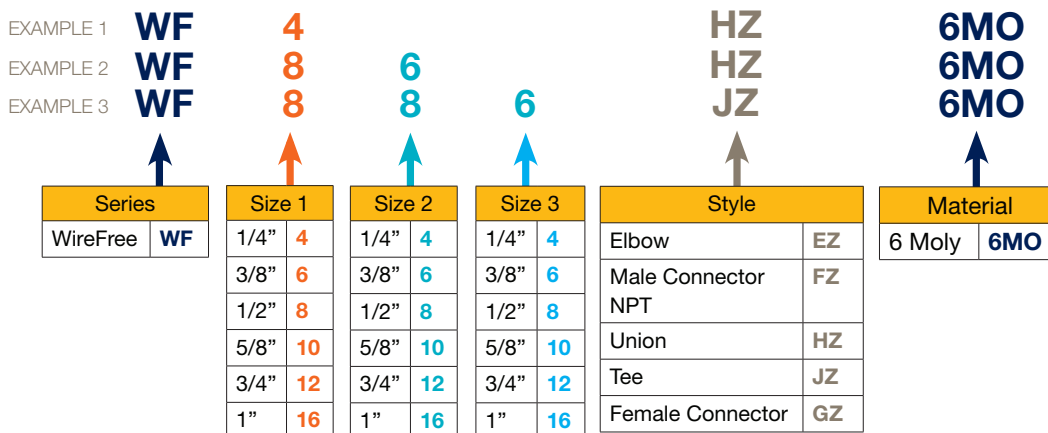 EXAMPLE 1 WF 4 HZ 6MO
EXAMPLE 2 WF 8 6 HZ 6MO
EXAMPLE 3 WF 8 8 6 JZ 6MO
Series
WireFree WF
Size 1
1/4” 4
3/8” 6
1/2” 8
5/8” 10
3/4” 12
1” 16
Size 2
1/4” 4
3/8” 6
1/2” 8
5/8” 10
3/4” 12
1” 16
Size 3
1/4” 4
3/8” 6
1/2” 8
5/8” 10
3/4” 12
1” 16
Style
Elbow EZ
Male Connector FZ
NPT
Union HZ
Tee JZ
Female Connector GZ
Material
6 Moly 6MO